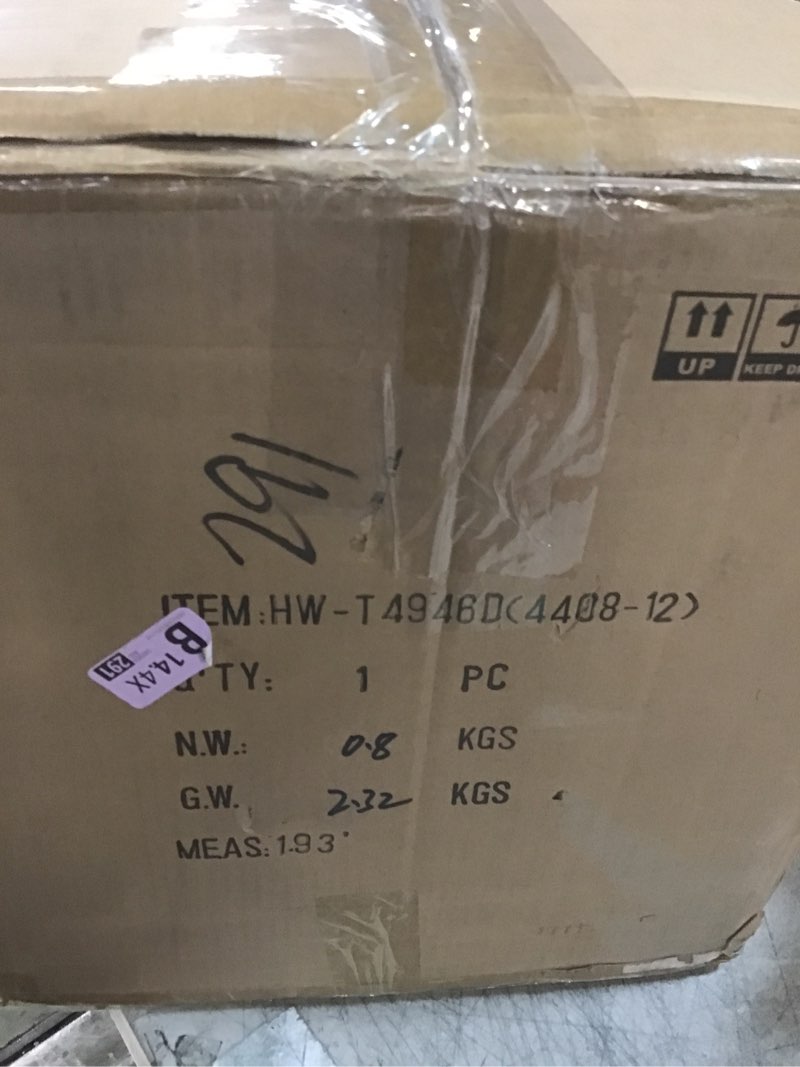 UP
KEEP
291
ITEM:HW-T4946D(4408-12)
B 14.4X
291
Q'TY: 1 PC
N.W.: 0.8 KGS
G.W. 2.32 KGS
MEAS:1.93'